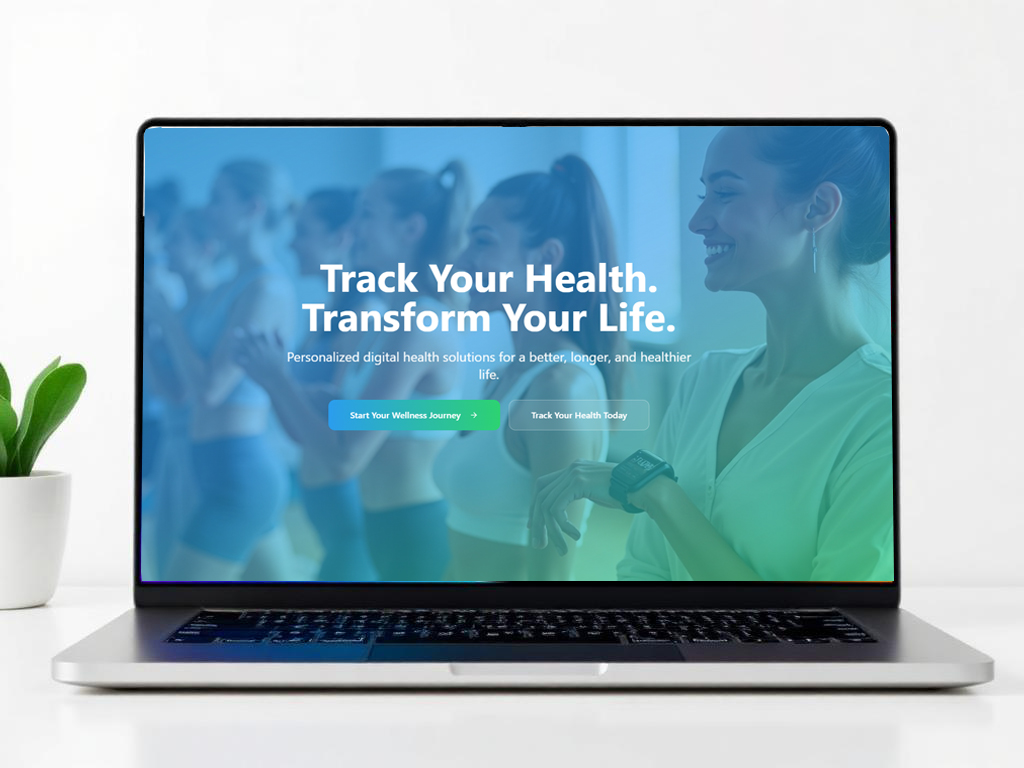 Track Your Health.
Transform Your Life.
Personalized digital health solutions for a better, longer, and healthier
life.
Start Your Wellness Journey →
Track Your Health Today